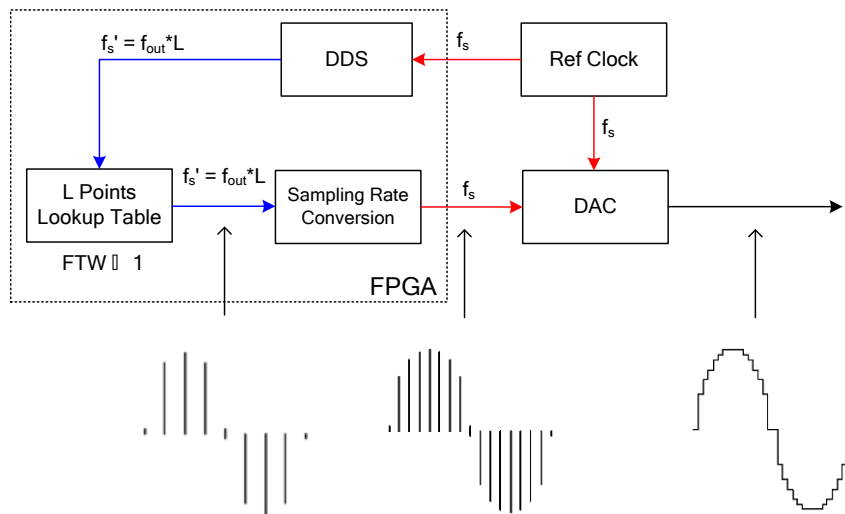 fs' = fout*L
DDS
fs
Ref Clock
fs
L Points
Lookup Table
fs' = fout*L
Sampling Rate
Conversion
fs
DAC
FTW 1
FPGA